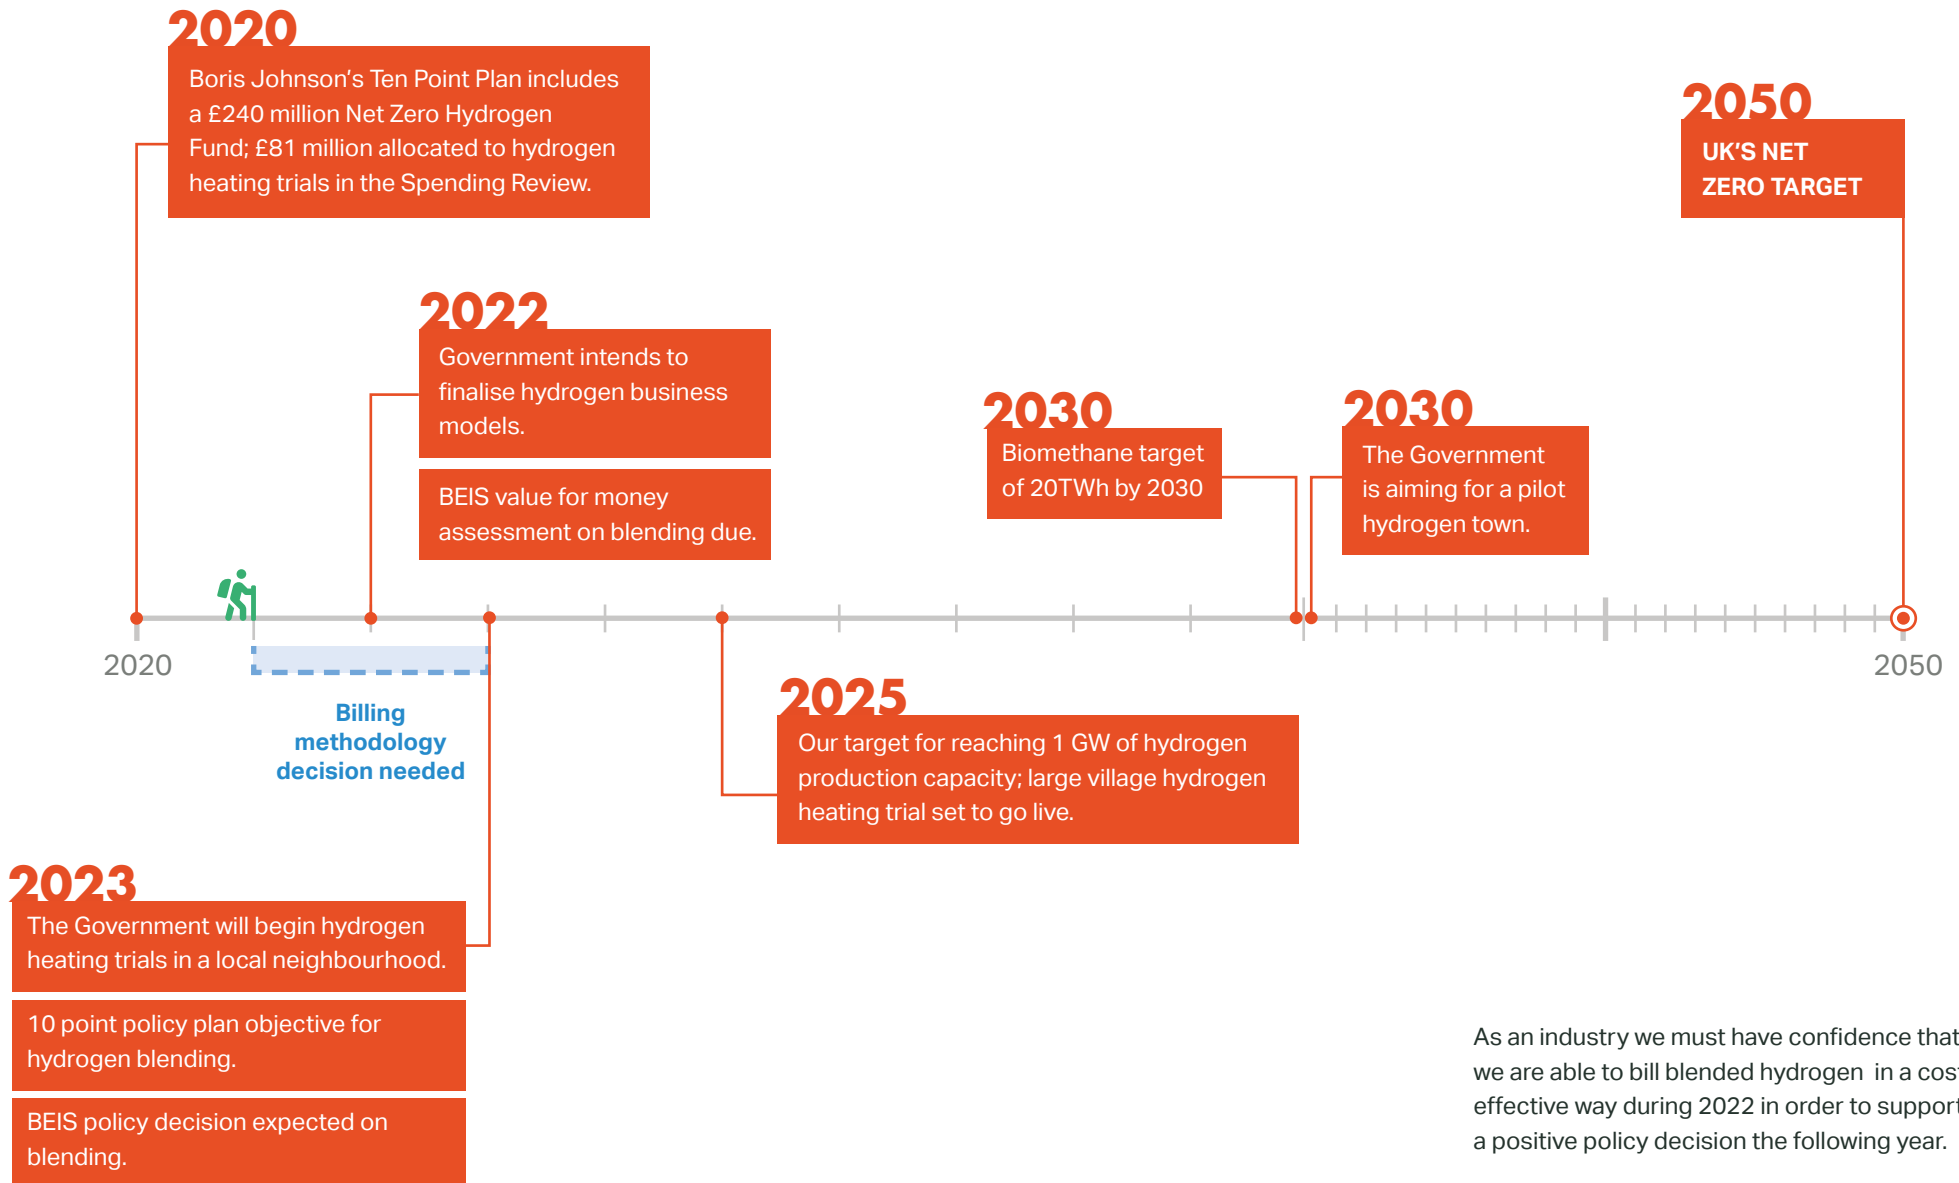 2020
Boris Johnson's Ten Point Plan includes
a £240 million Net Zero Hydrogen
Fund; £81 million allocated to hydrogen
heating trials in the Spending Review.
2050
UK'S NET
ZERO TARGET
2022
Government intends to
finalise hydrogen business
models.
BEIS value for money
assessment on blending due.
2030
Biomethane target
of 20TWh by 2030
2030
The Government
is aiming for a pilot
hydrogen town.
2020
2050
Billing
methodology
decision needed
2025
Our target for reaching 1 GW of hydrogen
production capacity; large village hydrogen
heating trial set to go live.
2023
The Government will begin hydrogen
heating trials in a local neighbourhood.
10 point policy plan objective for
hydrogen blending.
BEIS policy decision expected on
blending.
As an industry we must have confidence that
we are able to bill blended hydrogen in a cost
effective way during 2022 in order to support
a positive policy decision the following year.